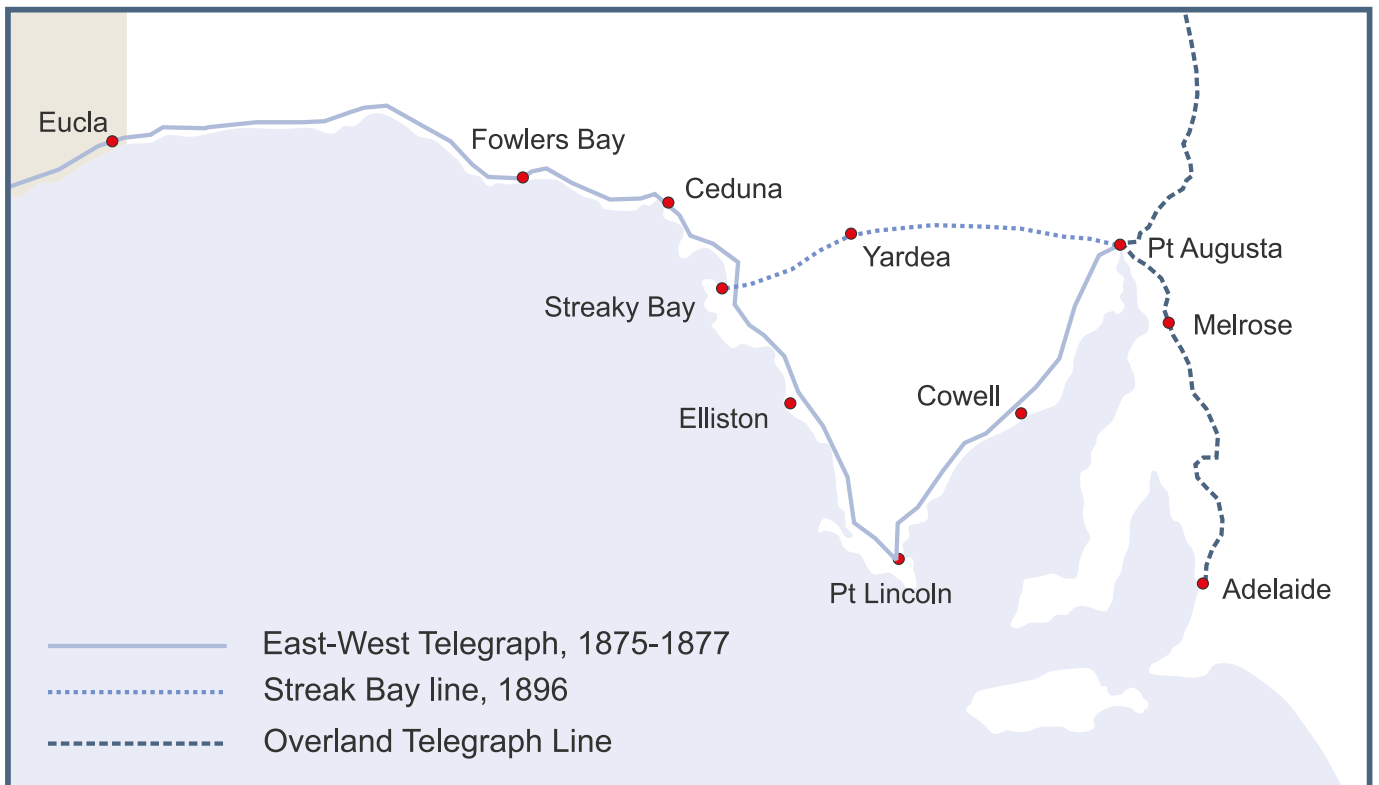 Eucla
Fowlers Bay
Ceduna
Yardea
Pt Augusta
Streaky Bay
Melrose
Cowell
Elliston
Pt Lincoln
Adelaide
East-West Telegraph, 1875-1877
Streak Bay line, 1896
Overland Telegraph Line